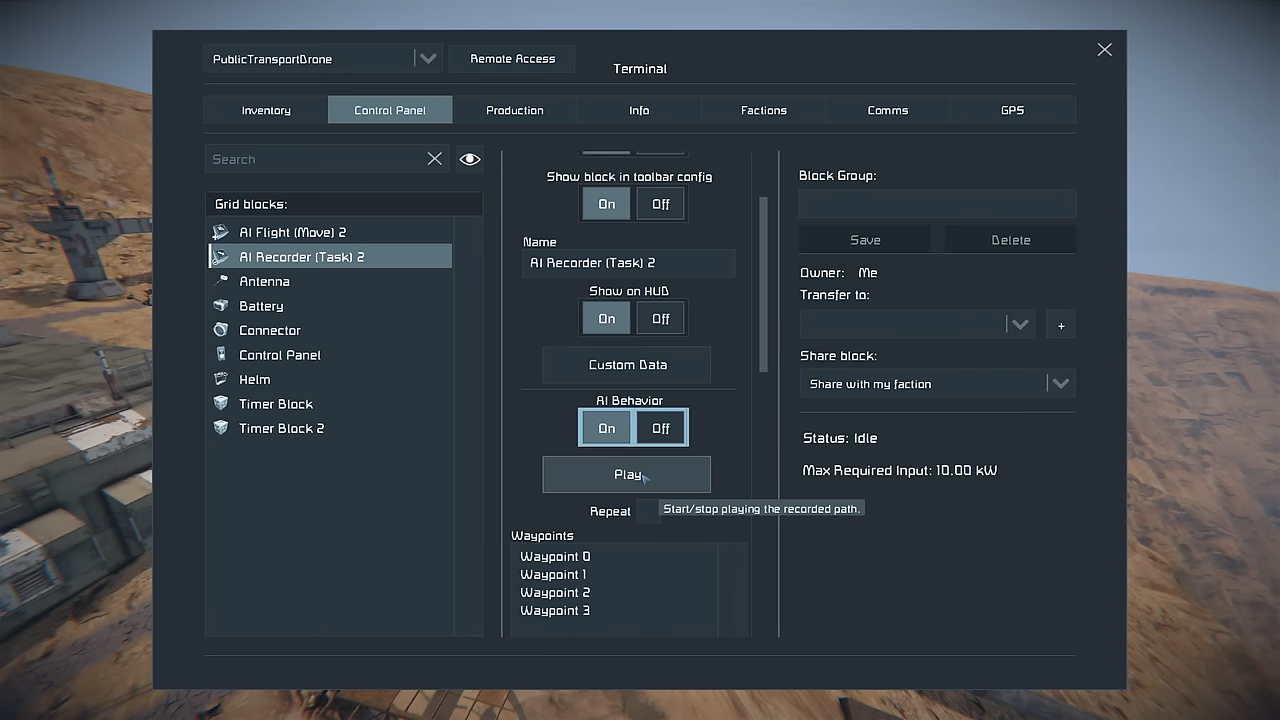 PublicTransportDrone
Remote Access
Terminal
Inventory
Control Panel
Production
Info
Factions
Comms
GPS
Search
Grid blocks:
AI Flight (Move) 2
AI Recorder (Task) 2
Antenna
Battery
Connector
Control Panel
Helm
Timer Block
Timer Block 2
Show block in toolbar config
On Off
Name
AI Recorder (Task) 2
Show on HUD
On Off
Custom Data
AI Behavior
On Off
Play
Repeat
Start/stop playing the recorded path.
Waypoints
Waypoint 0
Waypoint 1
Waypoint 2
Waypoint 3
Block Group:
Save Delete
Owner: Me
Transfer to:
+
Share block:
Share with my faction
Status: Idle
Max Required Input: 10.00 kW